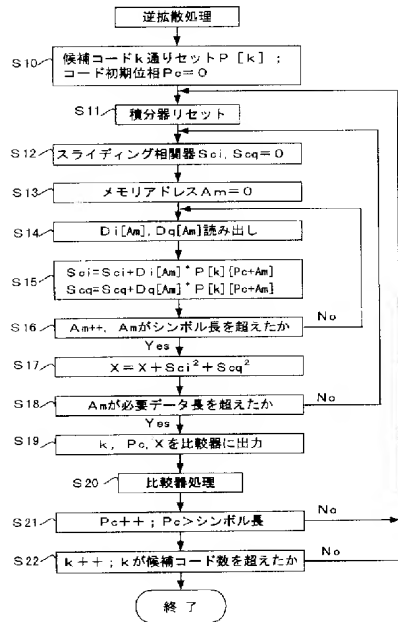 逆拡散処理
S10
候補コードk通りセットP[k];
コード初期位相Pc=0
S11
積分器リセット
S12
スライディング相関器Sci,Scq=0
S13
メモリアドレスAm=0
S14
Di[Am],Dq[Am]読み出し
S15
Sci=Sci+Di[Am]*P[k][Pc+Am]
Scq=Scq+Dq[Am]*P[k][Pc+Am]
S16
Am++,Amがシンボル長を超えたか
No
Yes
S17
X=X+Sci²+Scq²
S18
Amが必要データ長を超えたか
No
Yes
S19
k,Pc,Xを比較器に出力
S20
比較器処理
S21
Pc++;Pc>シンボル長
No
S22
k++;kが候補コード数を超えたか
No
終了